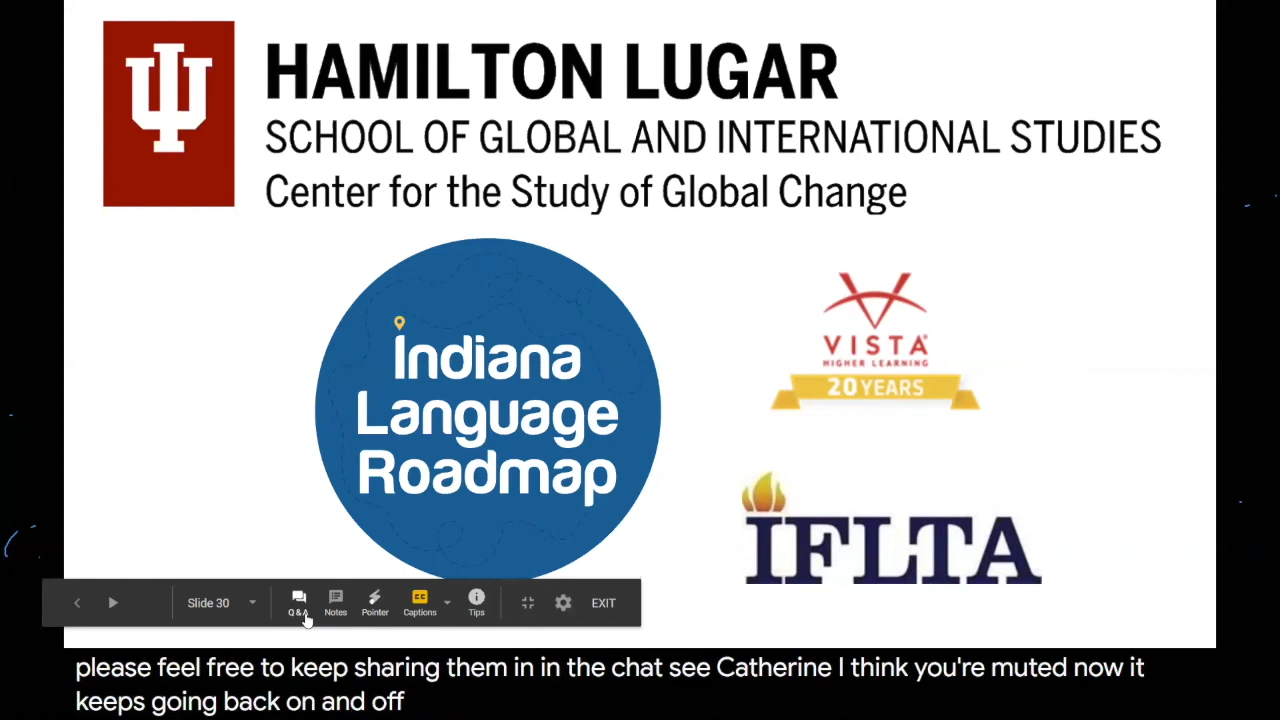 HAMILTON LUGAR
SCHOOL OF GLOBAL AND INTERNATIONAL STUDIES
Center for the Study of Global Change
Indiana
Language
Roadmap
VISTA
HIGHER LEARNING
20 YEARS
IFLTA
Slide 30
Q & A
Notes
Pointer
CC
Captions
Tips
EXIT
please feel free to keep sharing them in in the chat see Catherine I think you're muted now it
keeps going back on and off